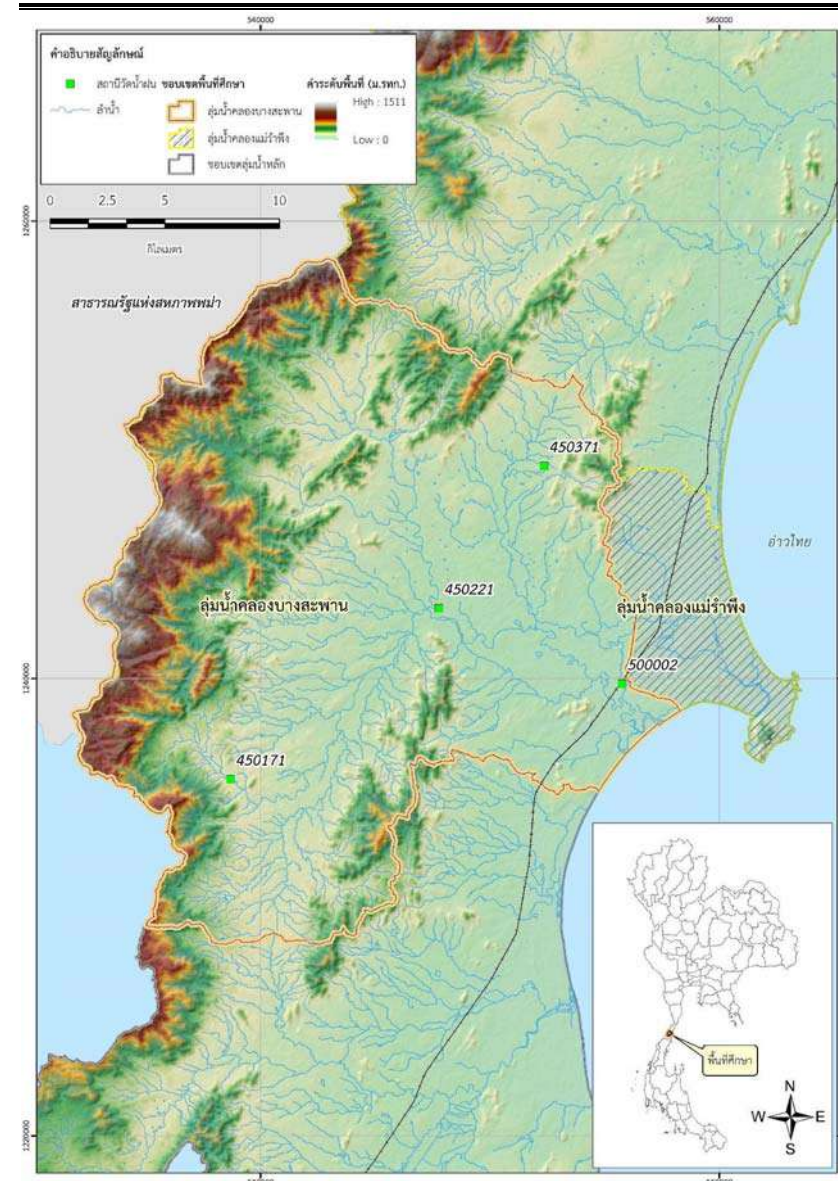 540000 560000
คำอธิบายสัญลักษณ์
สถานีวัดน้ำฝน ขอบเขตพื้นที่ศึกษา ค่าระดับพื้นที่ (ม.รทก.)
ลำน้ำ ลุ่มน้ำคลองบางสะพาน High : 1511
ลุ่มน้ำคลองแม่รำพึง Low : 0
ขอบเขตลุ่มน้ำหลัก
0 2.5 5 10
กิโลเมตร
1260000 1260000
สาธารณรัฐแห่งสหภาพพม่า
450371
อ่าวไทย
450221
ลุ่มน้ำคลองบางสะพาน ลุ่มน้ำคลองแม่รำพึง
500002
1240000 1240000
450171
พื้นที่ศึกษา
N
W E
S
1220000 1220000